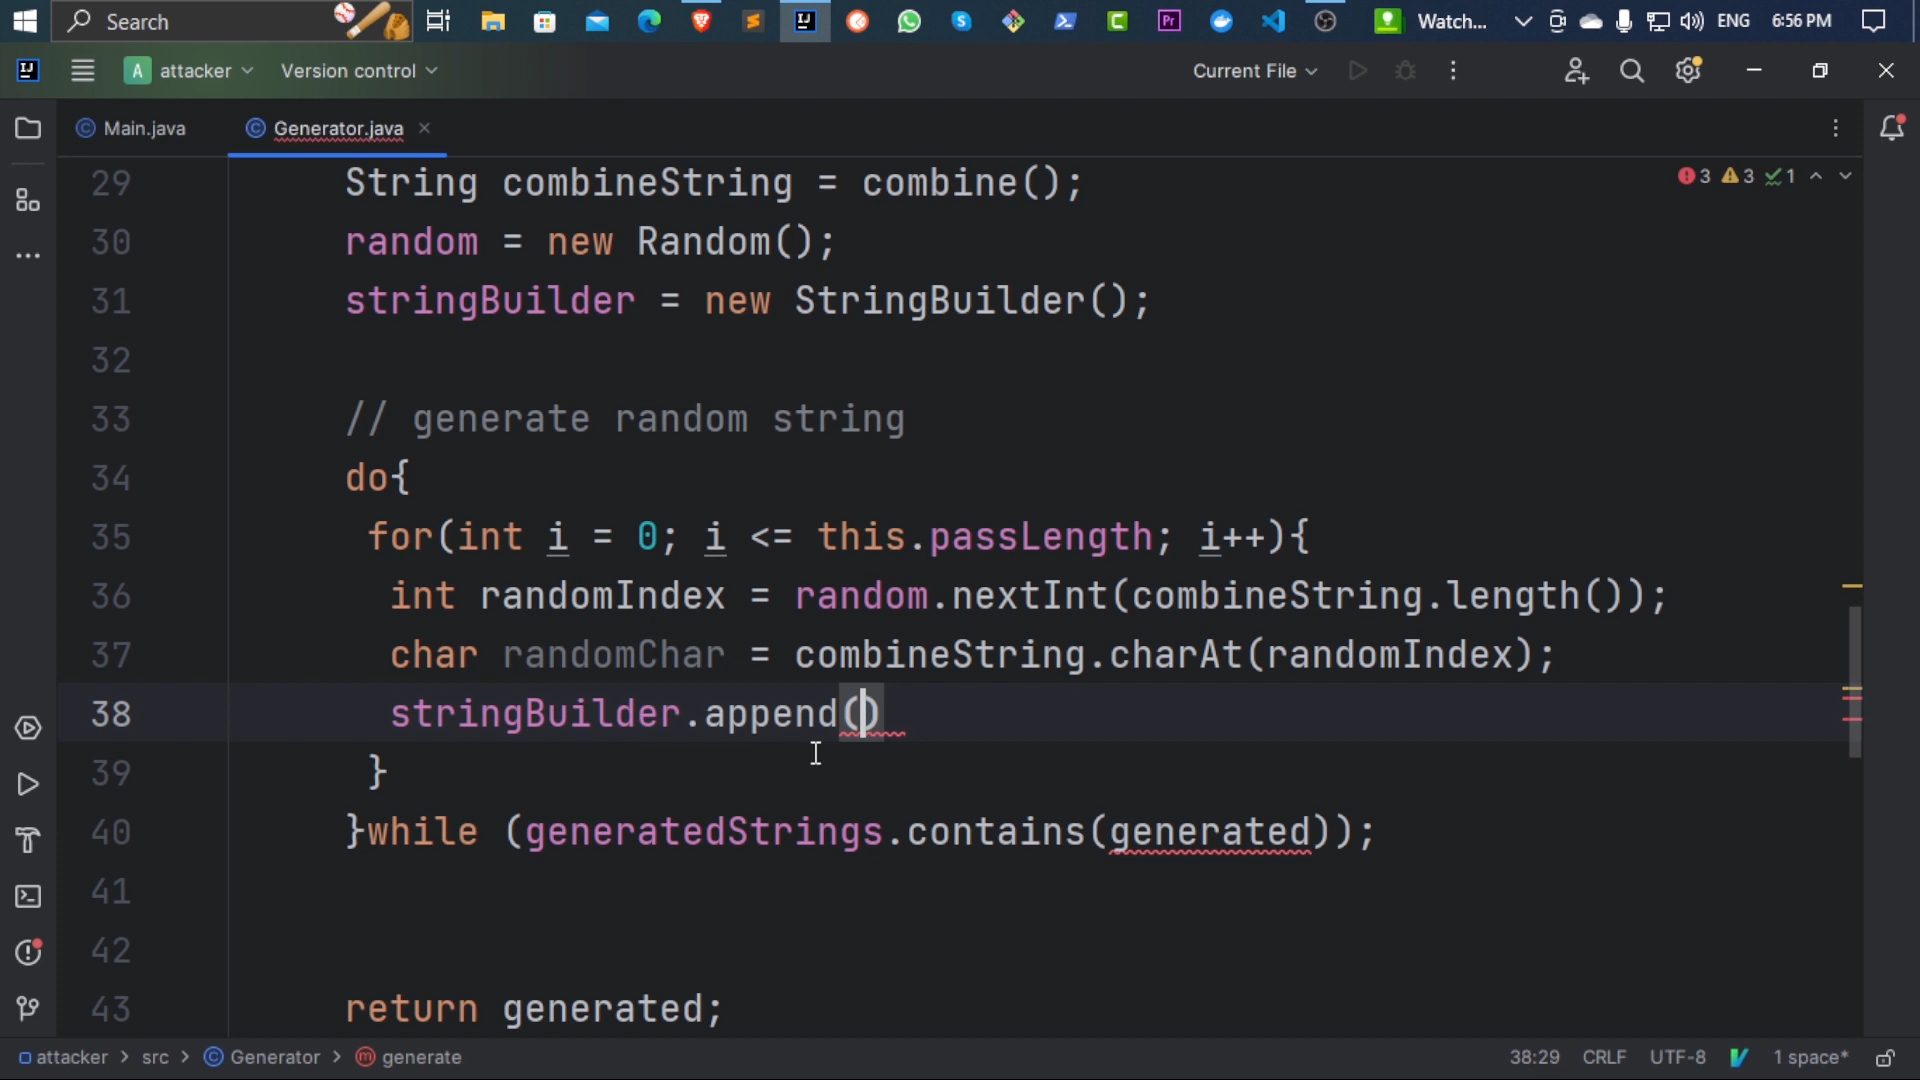 Search
Watch...
ENG
6:56 PM
A
attacker
Version control
Current File
Main.java
Generator.java
3
3
1
29 String combineString = combine();
30 random = new Random();
31 stringBuilder = new StringBuilder();
32
33 // generate random string
34 do{
35 for(int i = 0; i <= this.passLength; i++){
36 int randomIndex = random.nextInt(combineString.length());
37 char randomChar = combineString.charAt(randomIndex);
38 stringBuilder.append()
39 }
40 }while (generatedStrings.contains(generated));
41
42
43 return generated;
attacker > src > Generator > generate
38:29
CRLF
UTF-8
1 space*